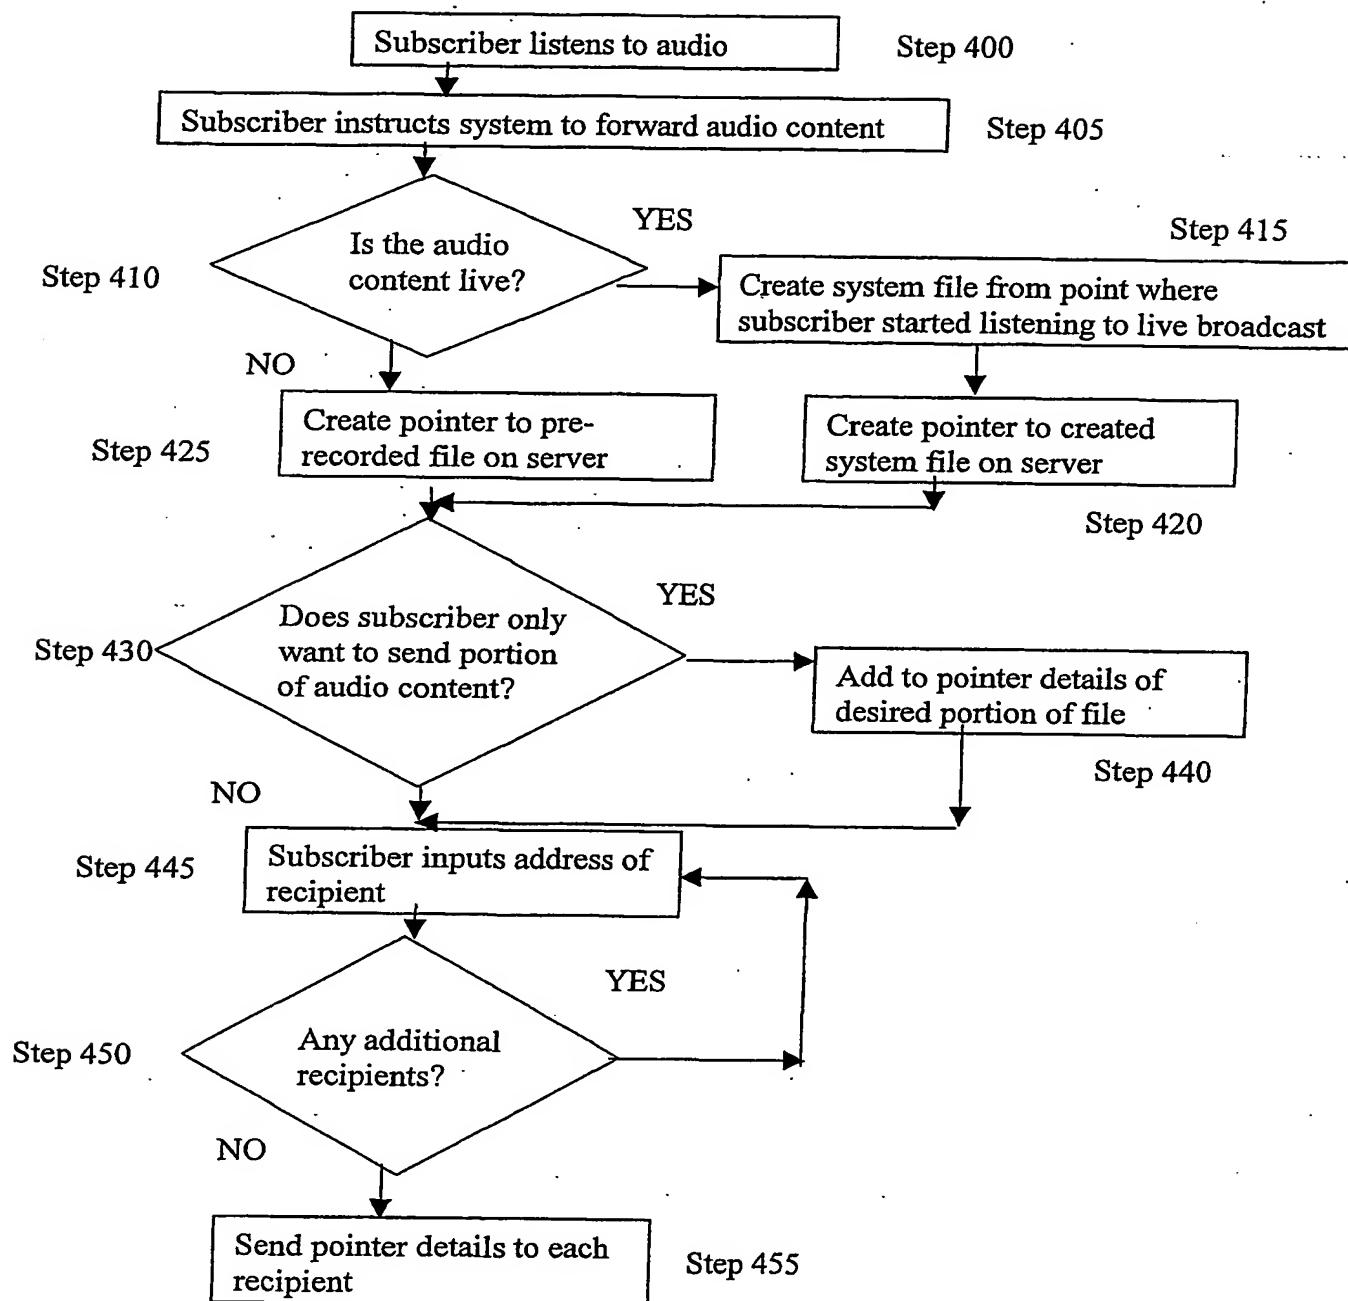 Subscriber listens to audio
Step 400
Subscriber instructs system to forward audio content
Step 405
YES
Is the audio
content live?
Step 410
Step 415
Create system file from point where
subscriber started listening to live broadcast
NO
Create pointer to pre-
recorded file on server
Step 425
Create pointer to created
system file on server
Step 420
YES
Does subscriber only
want to send portion
of audio content?
Step 430
Add to pointer details of
desired portion of file
Step 440
NO
Subscriber inputs address of
recipient
Step 445
YES
Any additional
recipients?
Step 450
NO
Send pointer details to each
recipient
Step 455